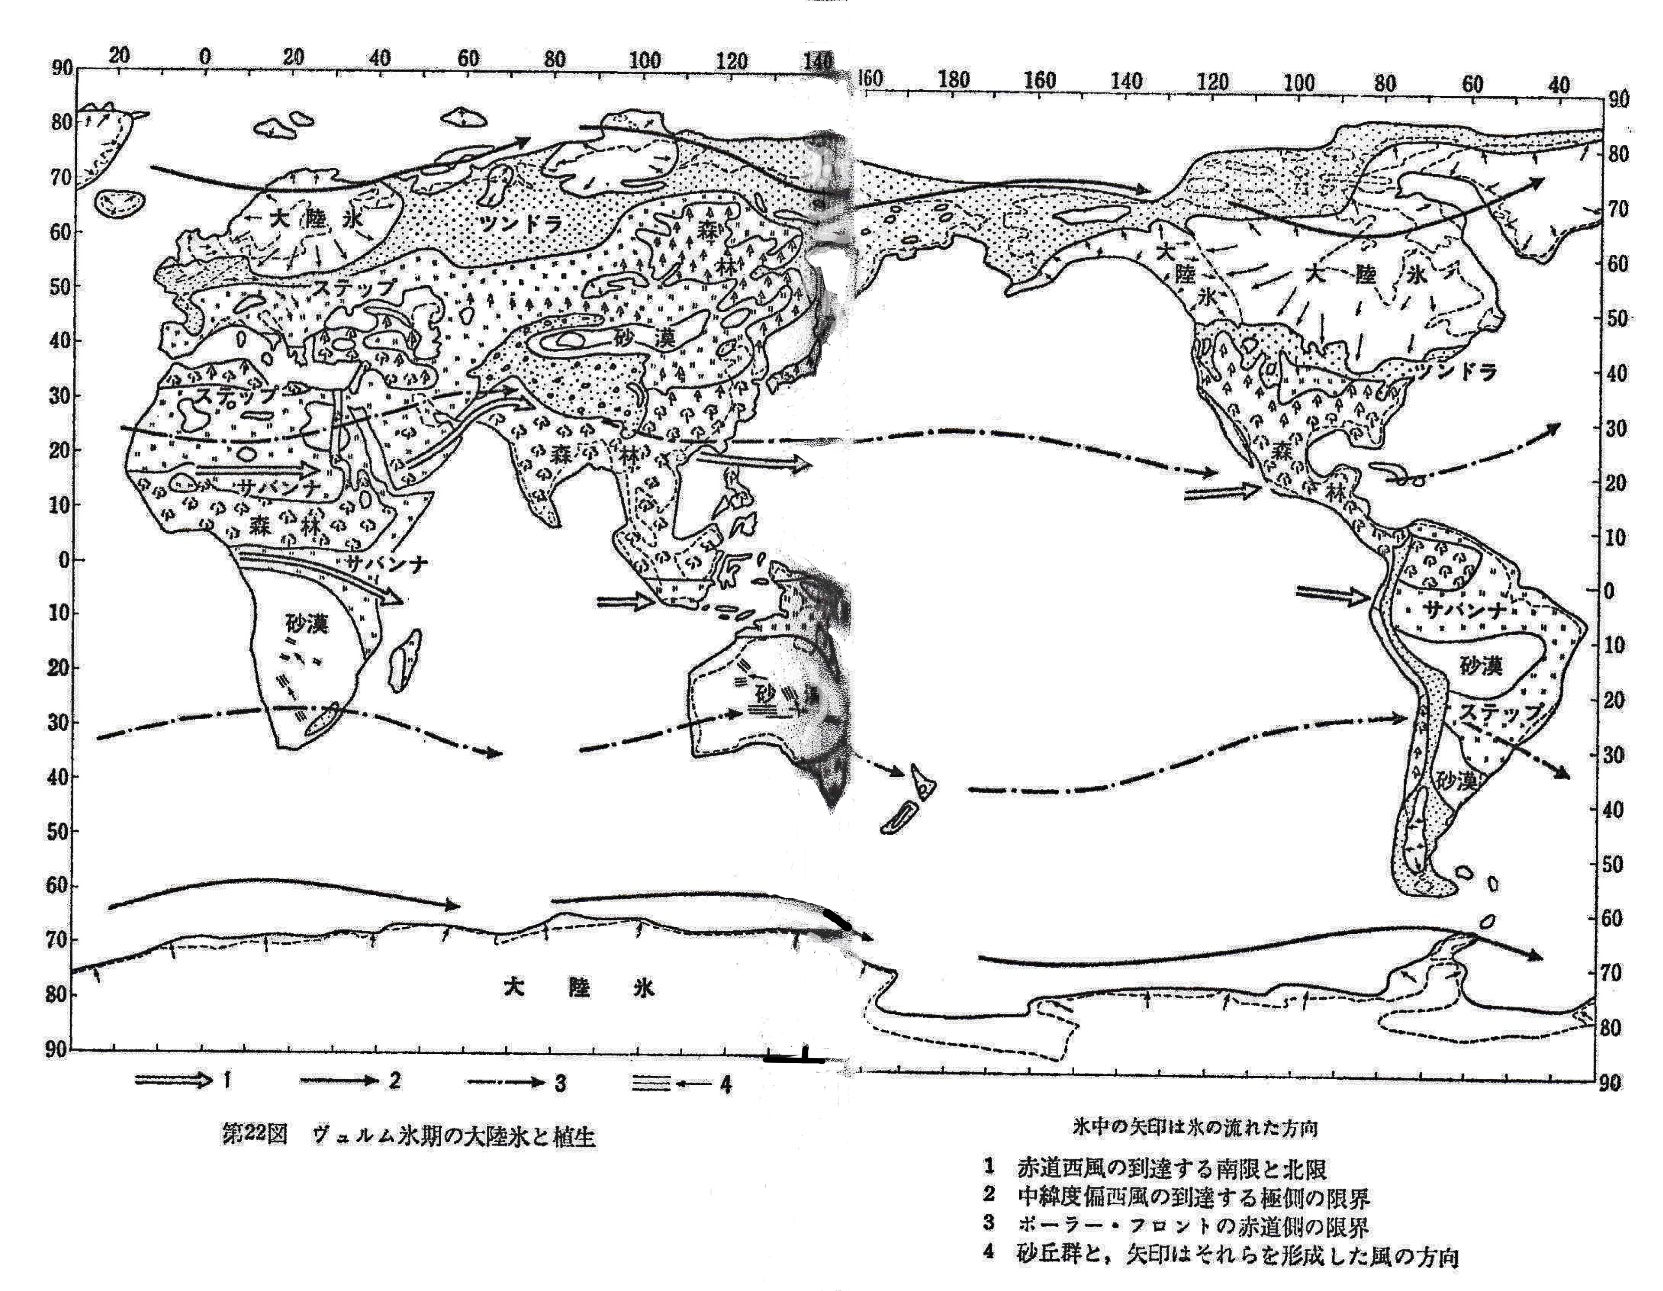 20 0 20 40 60 80 100 120 140 160 180 160 140 120 100 80 60 40
90 90
80 80
70 70
60 60
50 50
40 40
30 30
20 20
10 10
0 0
10 10
20 20
30 30
40 40
50 50
60 60
70 70
80 80
90 90
大陸氷
ツンドラ
森林
ステップ
砂漠
ステップ
サバンナ
森林
サバンナ
砂漠
森林
砂
大陸氷
大陸氷
大陸氷
ツンドラ
森林
サバンナ
砂漠
ステップ
砂漠
1 2 3 4
第22図 ヴュルム氷期の大陸氷と植生
氷中の矢印は氷の流れた方向
1 赤道西風の到達する南限と北限
2 中緯度偏西風の到達する極側の限界
3 ポーラー・フロントの赤道側の限界
4 砂丘群と，矢印はそれらを形成した風の方向